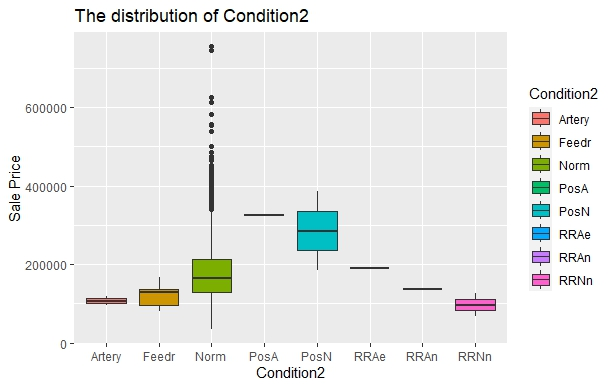 The distribution of Condition2
Sale Price
600000
400000
200000
0
Artery Feedr Norm PosA PosN RRAe RRAn RRNn
Condition2
Condition2
Artery
Feedr
Norm
PosA
PosN
RRAe
RRAn
RRNn